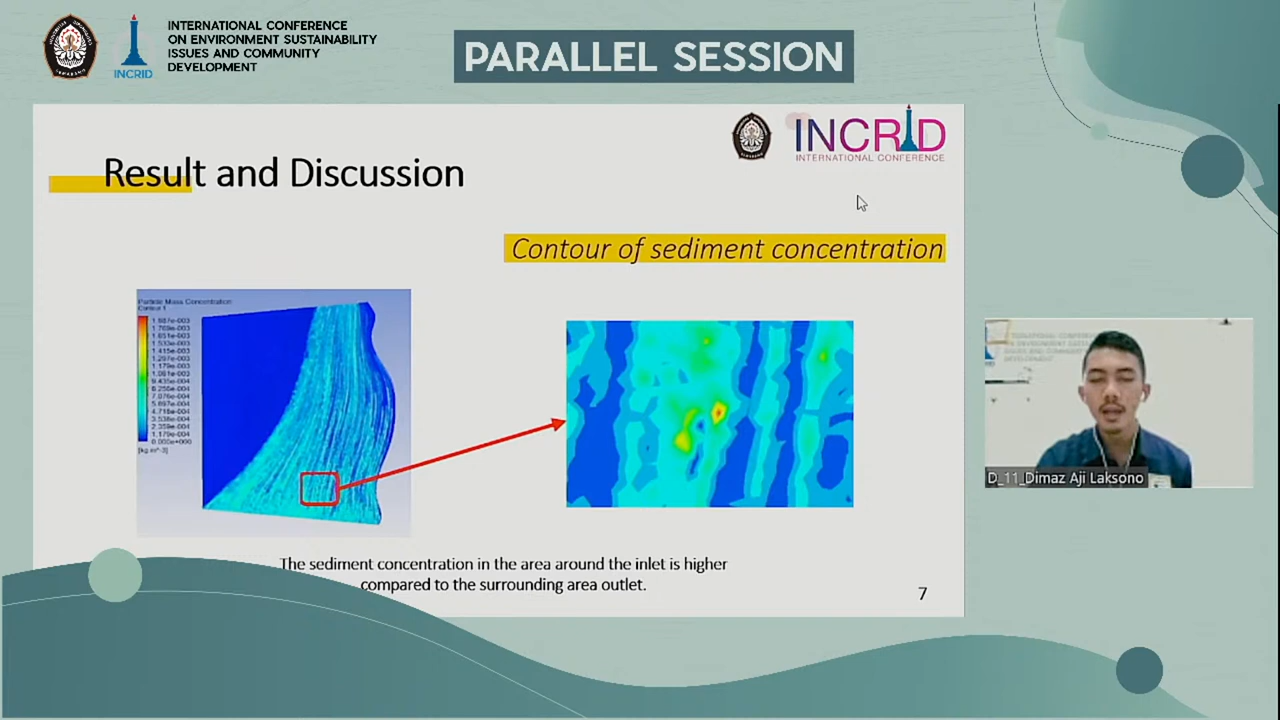 INTERNATIONAL CONFERENCE
ON ENVIRONMENT SUSTAINABILITY
ISSUES AND COMMUNITY
DEVELOPMENT
INCRID
PARALLEL SESSION
INCRID
INTERNATIONAL CONFERENCE
Result and Discussion
Contour of sediment concentration
Particle Mass Concentration
Contour 1
[kg m^-3]
D_11_Dimaz Aji Laksono
The sediment concentration in the area around the inlet is higher
compared to the surrounding area outlet.
7